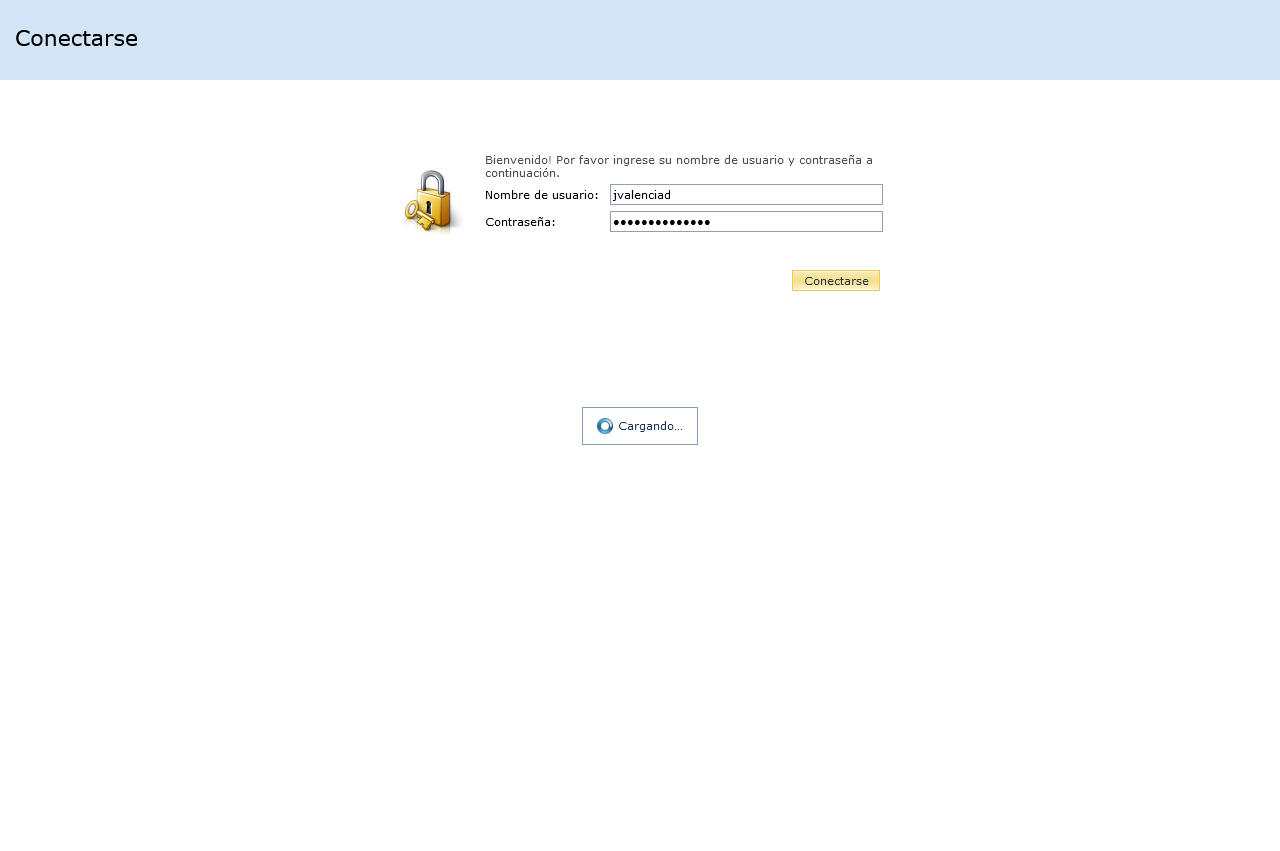 Conectarse
Bienvenido! Por favor ingrese su nombre de usuario y contraseña a
continuación.
Nombre de usuario: jvalenciad
Contraseña: ••••••••••••••
Conectarse
Cargando...